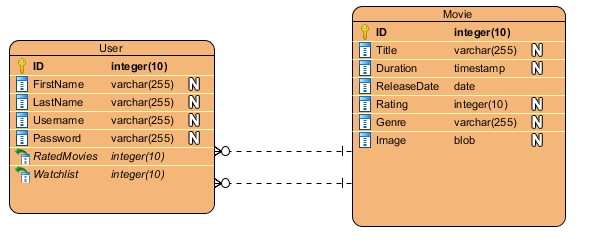 User
ID integer(10)
FirstName varchar(255) N
LastName varchar(255) N
Username varchar(255) N
Password varchar(255) N
RatedMovies integer(10)
Watchlist integer(10)
Movie
ID integer(10)
Title varchar(255) N
Duration timestamp N
ReleaseDate date
Rating integer(10) N
Genre varchar(255) N
Image blob N